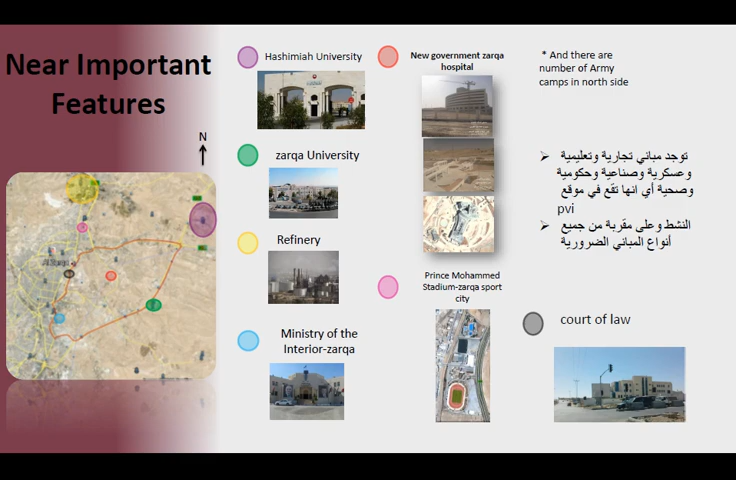 Near Important
Features
N
Hashimiah University
zarqa University
Refinery
Ministry of the
Interior-zarqa
New government zarqa
hospital
Prince Mohammed
Stadium-zarqa sport
city
* And there are
number of Army
camps in north side
توجد مباني تجارية وتعليمية
وعسكرية وصناعية وحكومية
وصحية أي انها تقع في موقع
pvi
النشط وعلى مقربة من جميع
أنواع المباني الضرورية
court of law